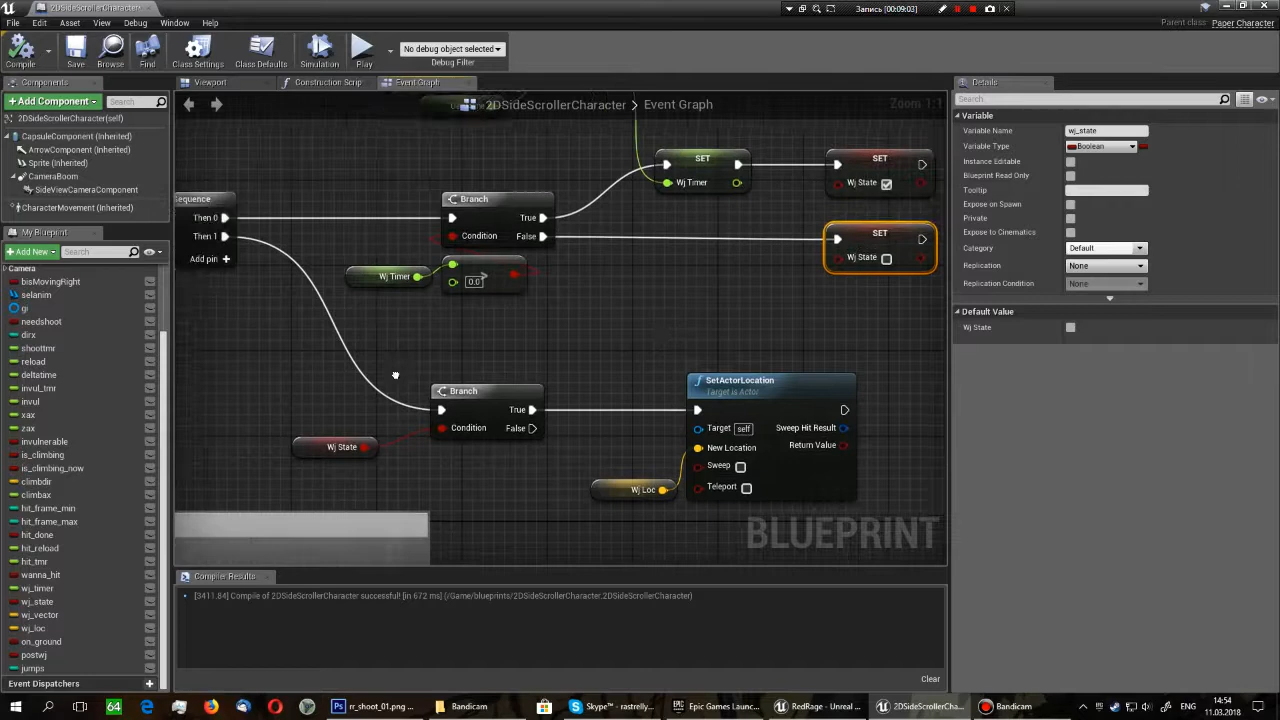 2DSideScrollerCharacter
Запись [00:09:03]
File Edit Asset View Debug Window Help
Parent class: Paper Character
Compile Save Browse Find Class Settings Class Defaults Simulation Play
No debug object selected
Debug Filter
Components
Viewport Construction Scrip Event Graph
Details
+ Add Component Search
2DSideScrollerCharacter > Event Graph
Zoom 1:1
Search
2DSideScrollerCharacter(self)
Variable
CapsuleComponent (Inherited)
Variable Name wj_state
ArrowComponent (Inherited)
Variable Type Boolean
Sprite (Inherited)
Instance Editable
CameraBoom
Blueprint Read Only
SideViewCameraComponent
Tooltip
CharacterMovement (Inherited)
Expose on Spawn
Private
Expose to Cinematics
Category Default
Replication None
Replication Condition None
Default Value
Wj State
My Blueprint
+ Add New Search
Camera
bisMovingRight
selanim
gi
needshoot
dirx
shoottmr
reload
deltatime
invul_tmr
invul
xax
zax
invulnerable
is_climbing
is_climbing_now
climbdir
climbax
hit_frame_min
hit_frame_max
hit_done
hit_reload
hit_tmr
wanna_hit
wj_timer
wj_state
wj_vector
wj_loc
on_ground
postwj
jumps
Event Dispatchers
Sequence
Then 0
Then 1
Add pin +
Branch
True
Condition False
Wj Timer
>
0.0
SET
Wj Timer
SET
Wj State
SET
Wj State
Branch
True
Condition False
Wj State
Wj Loc
SetActorLocation
Target is Actor
Target self
Sweep Hit Result
New Location
Return Value
Sweep
Teleport
BLUEPRINT
Compiler Results
[3411.84] Compile of 2DSideScrollerCharacter successful! [in 672 ms] (/Game/blueprints/2DSideScrollerCharacter.2DSideScrollerCharacter)
Clear
64
rr_shoot_01.png ...
Bandicam
Skype™ - rastrelly...
Epic Games Launc...
RedRage - Unreal ...
2DSideScrollerCha...
Bandicam
14:54
11.03.2018